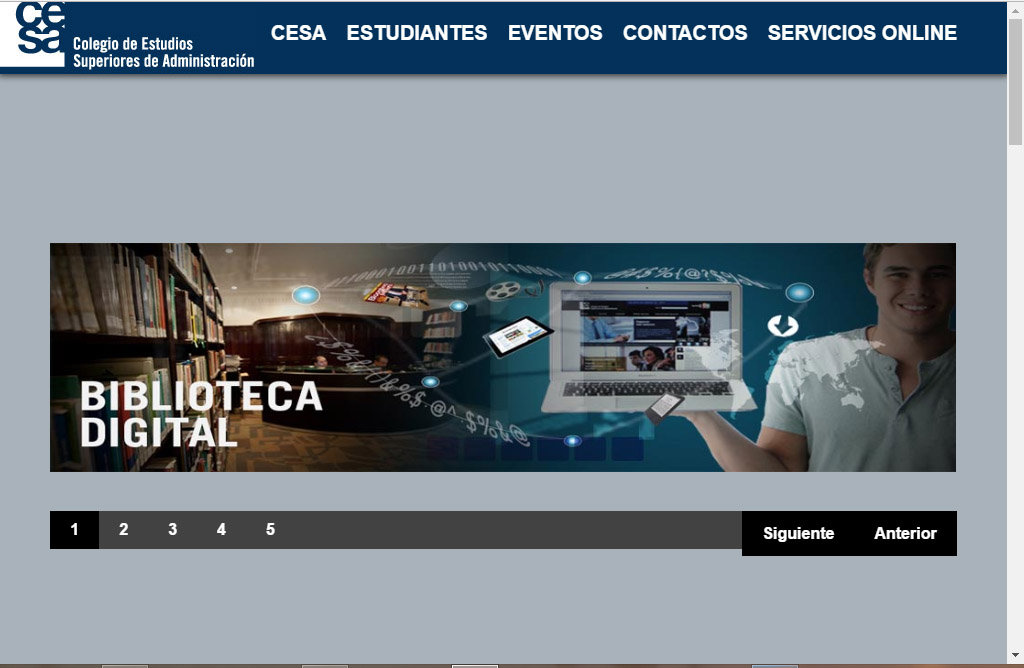 cesa
Colegio de Estudios
Superiores de Administración
CESA ESTUDIANTES EVENTOS CONTACTOS SERVICIOS ONLINE
BIBLIOTECA
DIGITAL
1 2 3 4 5
Siguiente Anterior